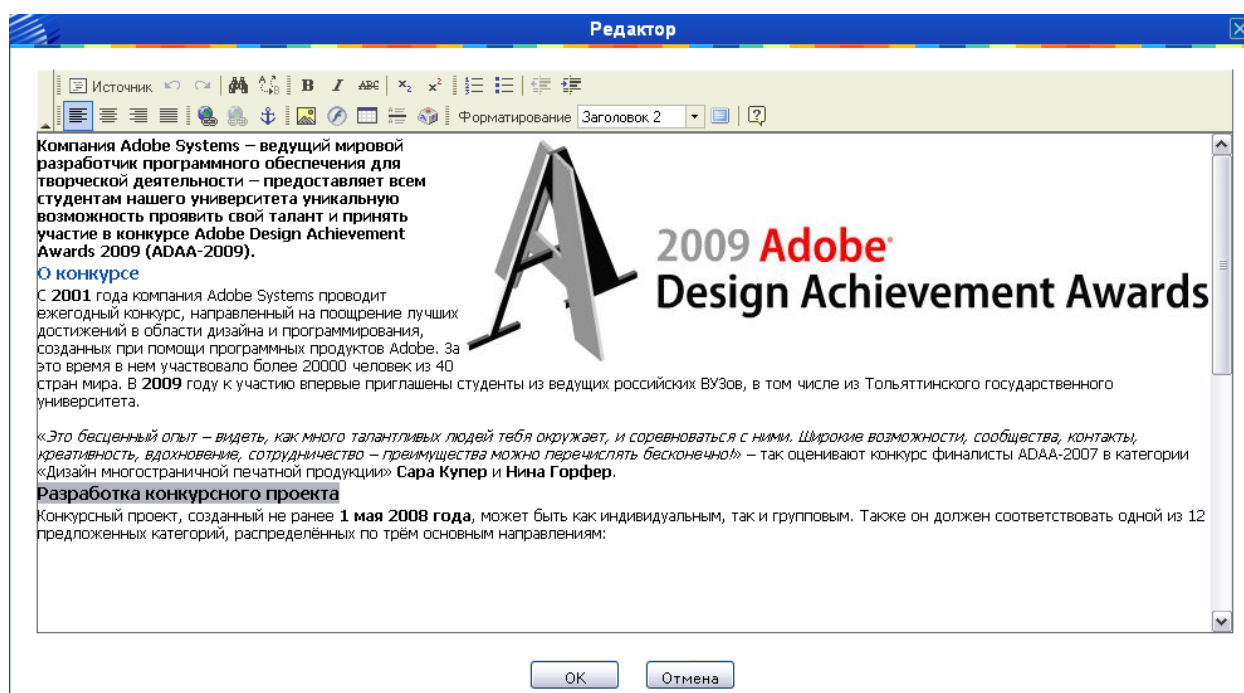 Редактор
Источник
ABC
Форматирование Заголовок 2
Компания Adobe Systems – ведущий мировой
разработчик программного обеспечения для
творческой деятельности – предоставляет всем
студентам нашего университета уникальную
возможность проявить свой талант и принять
участие в конкурсе Adobe Design Achievement
Awards 2009 (ADAA-2009).
2009 Adobe
Design Achievement Awards
О конкурсе
С 2001 года компания Adobe Systems проводит
ежегодный конкурс, направленный на поощрение лучших
достижений в области дизайна и программирования,
созданных при помощи программных продуктов Adobe. За
это время в нем участвовало более 20000 человек из 40
стран мира. В 2009 году к участию впервые приглашены студенты из ведущих российских ВУЗов, в том числе из Тольяттинского государственного
университета.
«Это бесценный опыт – видеть, как много талантливых людей тебя окружает, и соревноваться с ними. Широкие возможности, сообщества, контакты,
креативность, вдохновение, сотрудничество – преимущества можно перечислять бесконечно!» – так оценивают конкурс финалисты ADAA-2007 в категории
«Дизайн многостраничной печатной продукции» Сара Купер и Нина Горфер.
Разработка конкурсного проекта
Конкурсный проект, созданный не ранее 1 мая 2008 года, может быть как индивидуальным, так и групповым. Также он должен соответствовать одной из 12
предложенных категорий, распределённых по трём основным направлениям:
OK Отмена